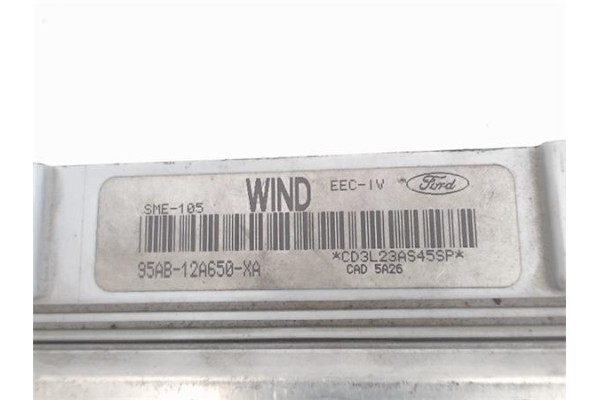 SME-105 WIND EEC-IV Ford
95AB-12A650-XA *CD3L23AS45SP*
CAD 5A26